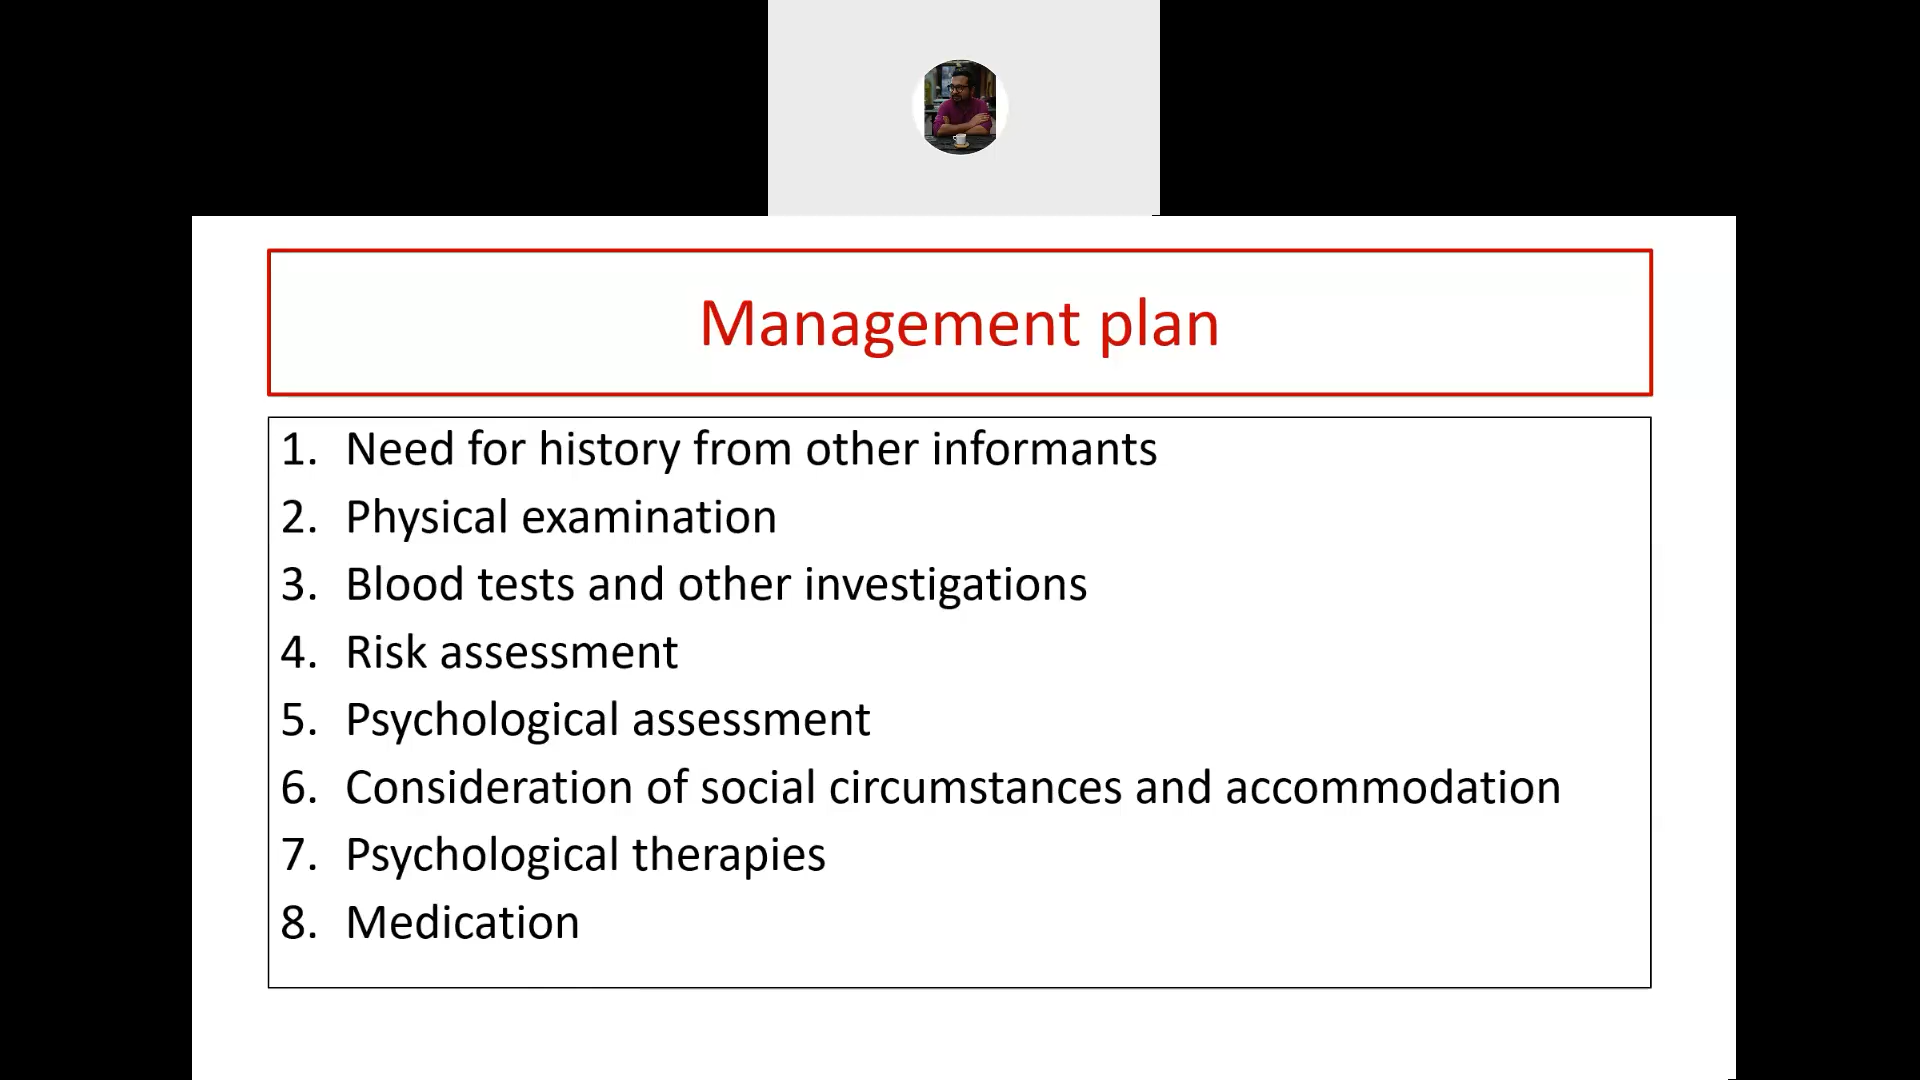 Management plan
1. Need for history from other informants
2. Physical examination
3. Blood tests and other investigations
4. Risk assessment
5. Psychological assessment
6. Consideration of social circumstances and accommodation
7. Psychological therapies
8. Medication